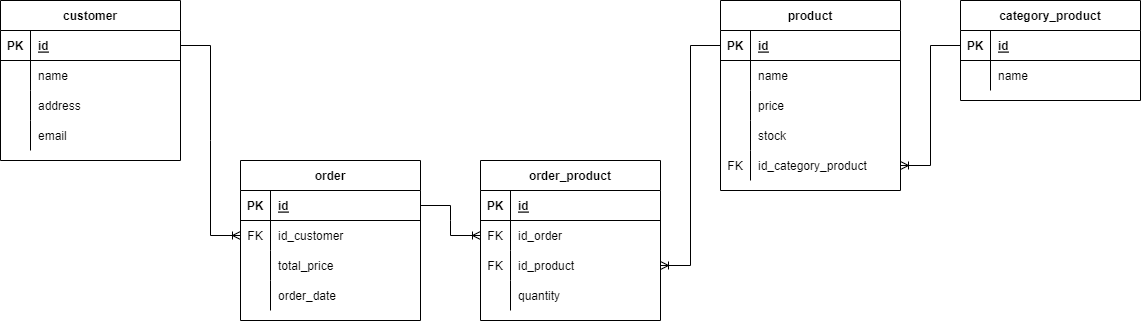 customer
PK id
name
address
email
order
PK id
FK id_customer
total_price
order_date
order_product
PK id
FK id_order
FK id_product
quantity
product
PK id
name
price
stock
FK id_category_product
category_product
PK id
name